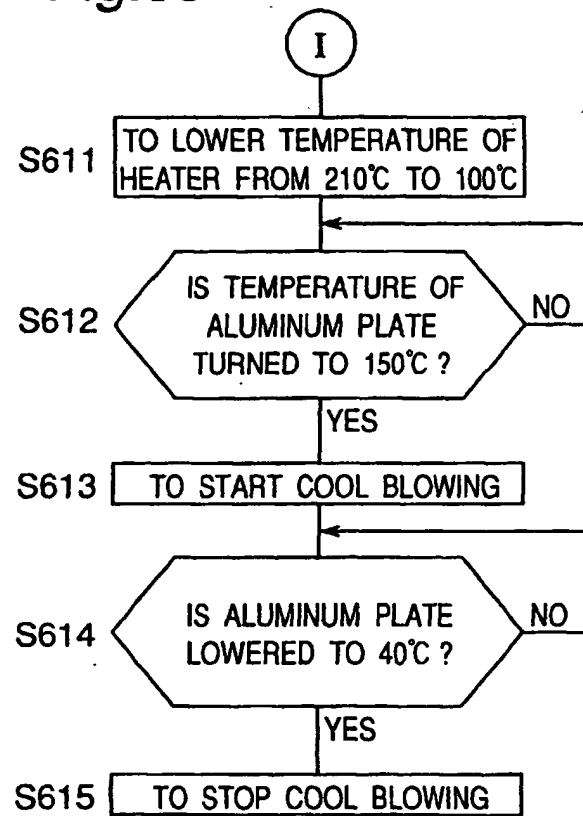 I
S611
TO LOWER TEMPERATURE OF
HEATER FROM 210℃ TO 100℃
S612
IS TEMPERATURE OF
ALUMINUM PLATE
TURNED TO 150℃ ?
NO
YES
S613
TO START COOL BLOWING
S614
IS ALUMINUM PLATE
LOWERED TO 40℃ ?
NO
YES
S615
TO STOP COOL BLOWING